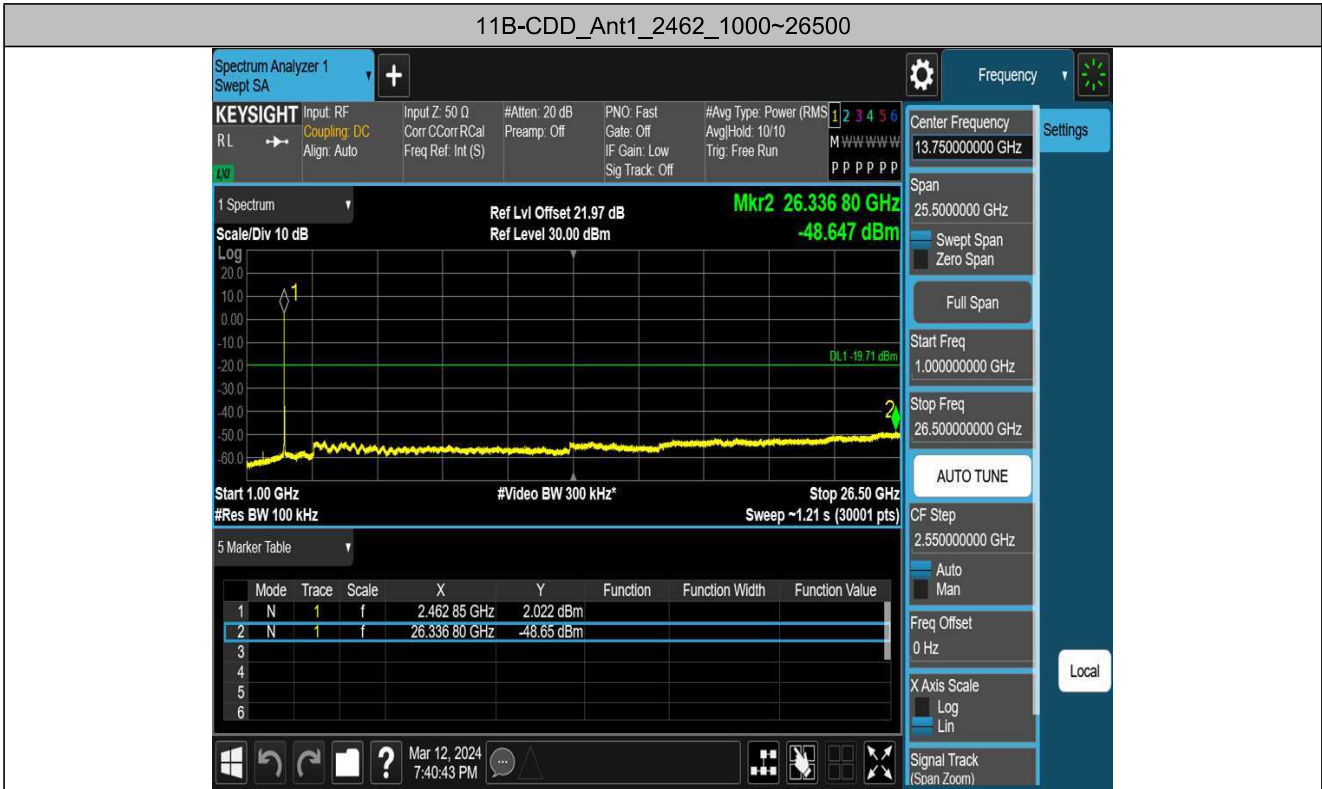 11B-CDD_Ant1_2462_1000~26500
Spectrum Analyzer 1
Swept SA
+
Frequency
KEYSIGHT
RL
LXI
Input: RF
Coupling: DC
Align: Auto
Input Z: 50 Ω
Corr CCorr RCal
Freq Ref: Int (S)
#Atten: 20 dB
Preamp: Off
PNO: Fast
Gate: Off
IF Gain: Low
Sig Track: Off
#Avg Type: Power (RMS
Avg|Hold: 10/10
Trig: Free Run
1 2 3 4 5 6
M W W W W W
P P P P P P
1 Spectrum
Scale/Div 10 dB
Ref Lvl Offset 21.97 dB
Ref Level 30.00 dBm
Mkr2 26.336 80 GHz
-48.647 dBm
Log
20.0
10.0
0.00
-10.0
-20.0
-30.0
-40.0
-50.0
-60.0
1
DL1 -19.71 dBm
2
Start 1.00 GHz
#Res BW 100 kHz
#Video BW 300 kHz*
Stop 26.50 GHz
Sweep ~1.21 s (30001 pts)
5 Marker Table
Mode Trace Scale X Y Function Function Width Function Value
1 N 1 f 2.462 85 GHz 2.022 dBm
2 N 1 f 26.336 80 GHz -48.65 dBm
3
4
5
6
Mar 12, 2024
7:40:43 PM
?
Center Frequency
13.750000000 GHz
Settings
Span
25.5000000 GHz
Swept Span
Zero Span
Full Span
Start Freq
1.000000000 GHz
Stop Freq
26.500000000 GHz
AUTO TUNE
CF Step
2.550000000 GHz
Auto
Man
Freq Offset
0 Hz
X Axis Scale
Log
Lin
Local
Signal Track
(Span Zoom)